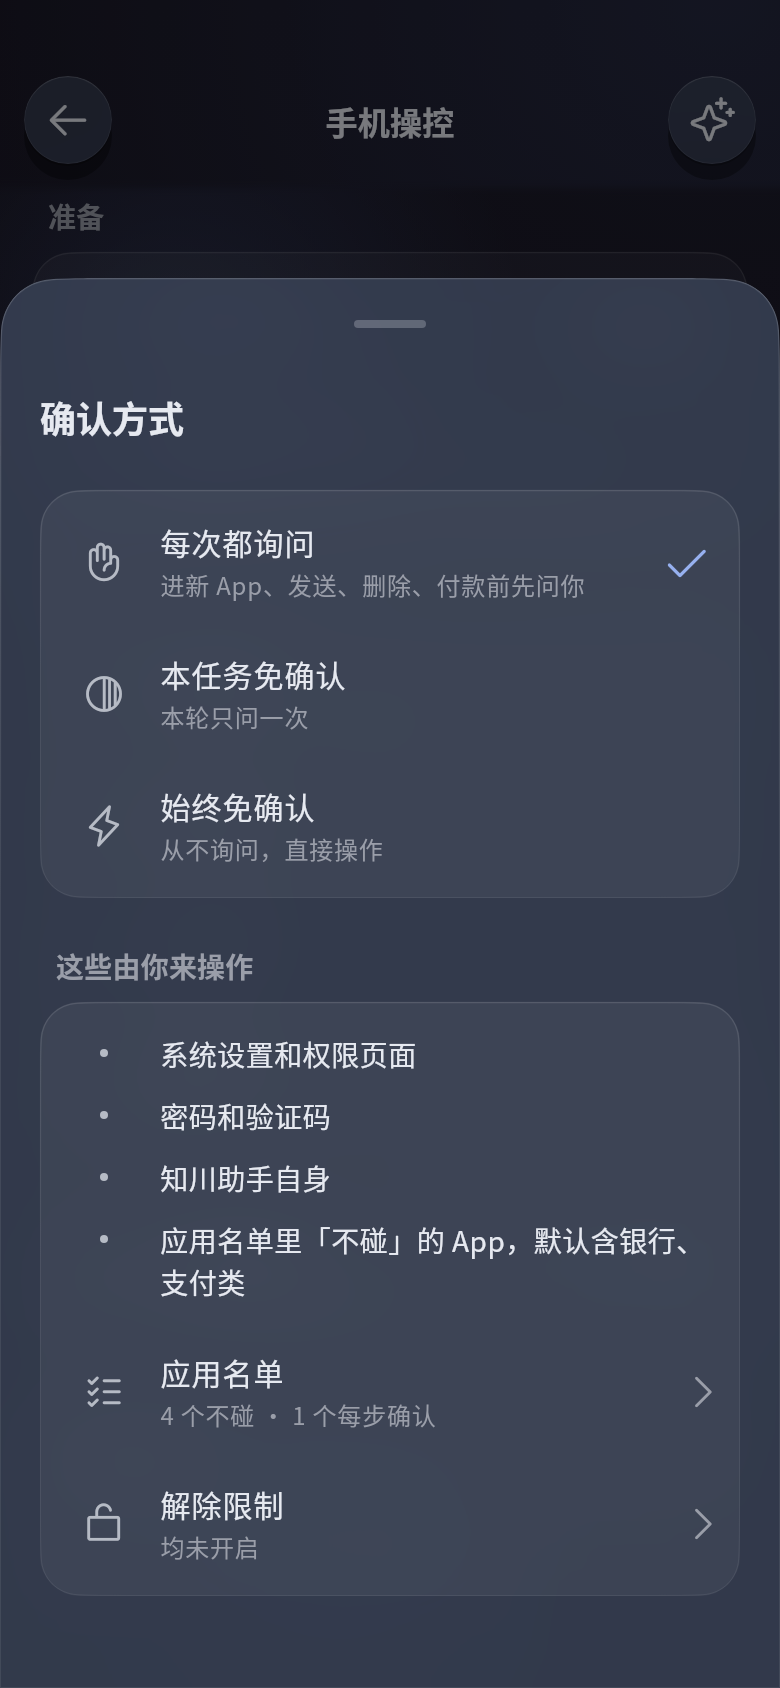 手机操控
准备
确认方式
每次都询问
进新 App、发送、删除、付款前先问你
本任务免确认
本轮只问一次
始终免确认
从不询问，直接操作
这些由你来操作
• 系统设置和权限页面
• 密码和验证码
• 知川助手自身
• 应用名单里「不碰」的 App，默认含银行、
支付类
应用名单
4 个不碰 · 1 个每步确认
解除限制
均未开启